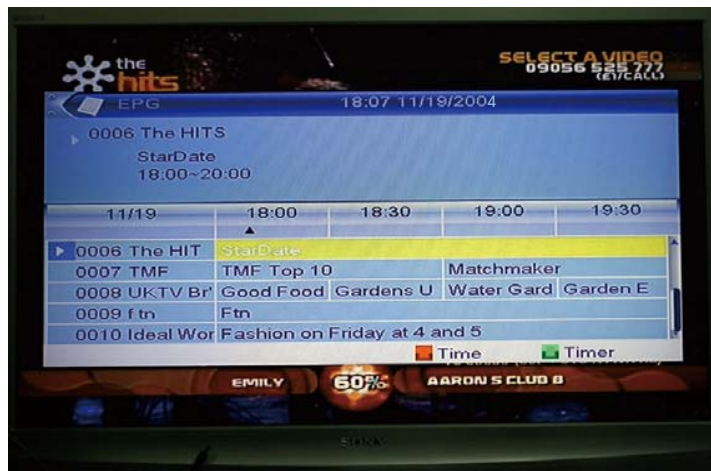 the
hits
SELECT A VIDEO
09056 525 777
(£1/CALL)
EPG 18:07 11/19/2004
0006 The HITS
StarDate
18:00~20:00
11/19 18:00 18:30 19:00 19:30
0006 The HIT StarDate
0007 TMF TMF Top 10 Matchmaker
0008 UKTV Br' Good Food Gardens U Water Gard Garden E
0009 f tn Ftn
0010 Ideal Wor Fashion on Friday at 4 and 5
Time Timer
EMILY 60% AARON S CLUB 8